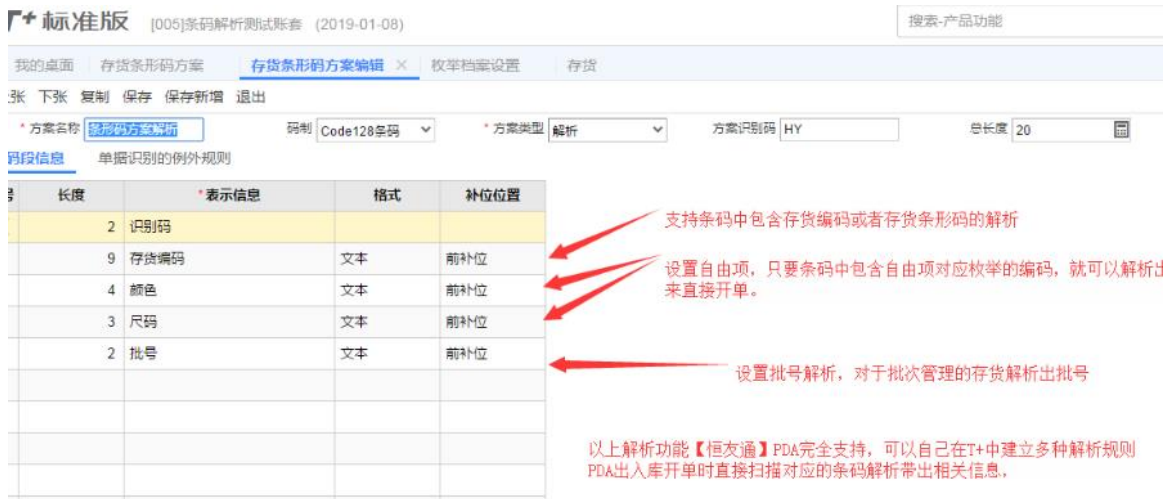 T+ 标准版 [005]条码解析测试账套 (2019-01-08) 搜索-产品功能
我的桌面 存货条形码方案 存货条形码方案编辑 × 枚举档案设置 存货
张 下张 复制 保存 保存新增 退出
* 方案名称 条形码方案解析 码制 Code128条码 * 方案类型 解析 方案识别码 HY 总长度 20
码段信息 单据识别的例外规则
号 长度 *表示信息 格式 补位位置
2 识别码
9 存货编码 文本 前补位
4 颜色 文本 前补位
3 尺码 文本 前补位
2 批号 文本 前补位
支持条码中包含存货编码或者存货条形码的解析
设置自由项，只要条码中包含自由项对应枚举的编码，就可以解析出
来直接开单。
设置批号解析，对于批次管理的存货解析出批号
以上解析功能【恒友通】PDA完全支持，可以自己在T+中建立多种解析规则
PDA出入库开单时直接扫描对应的条码解析带出相关信息，